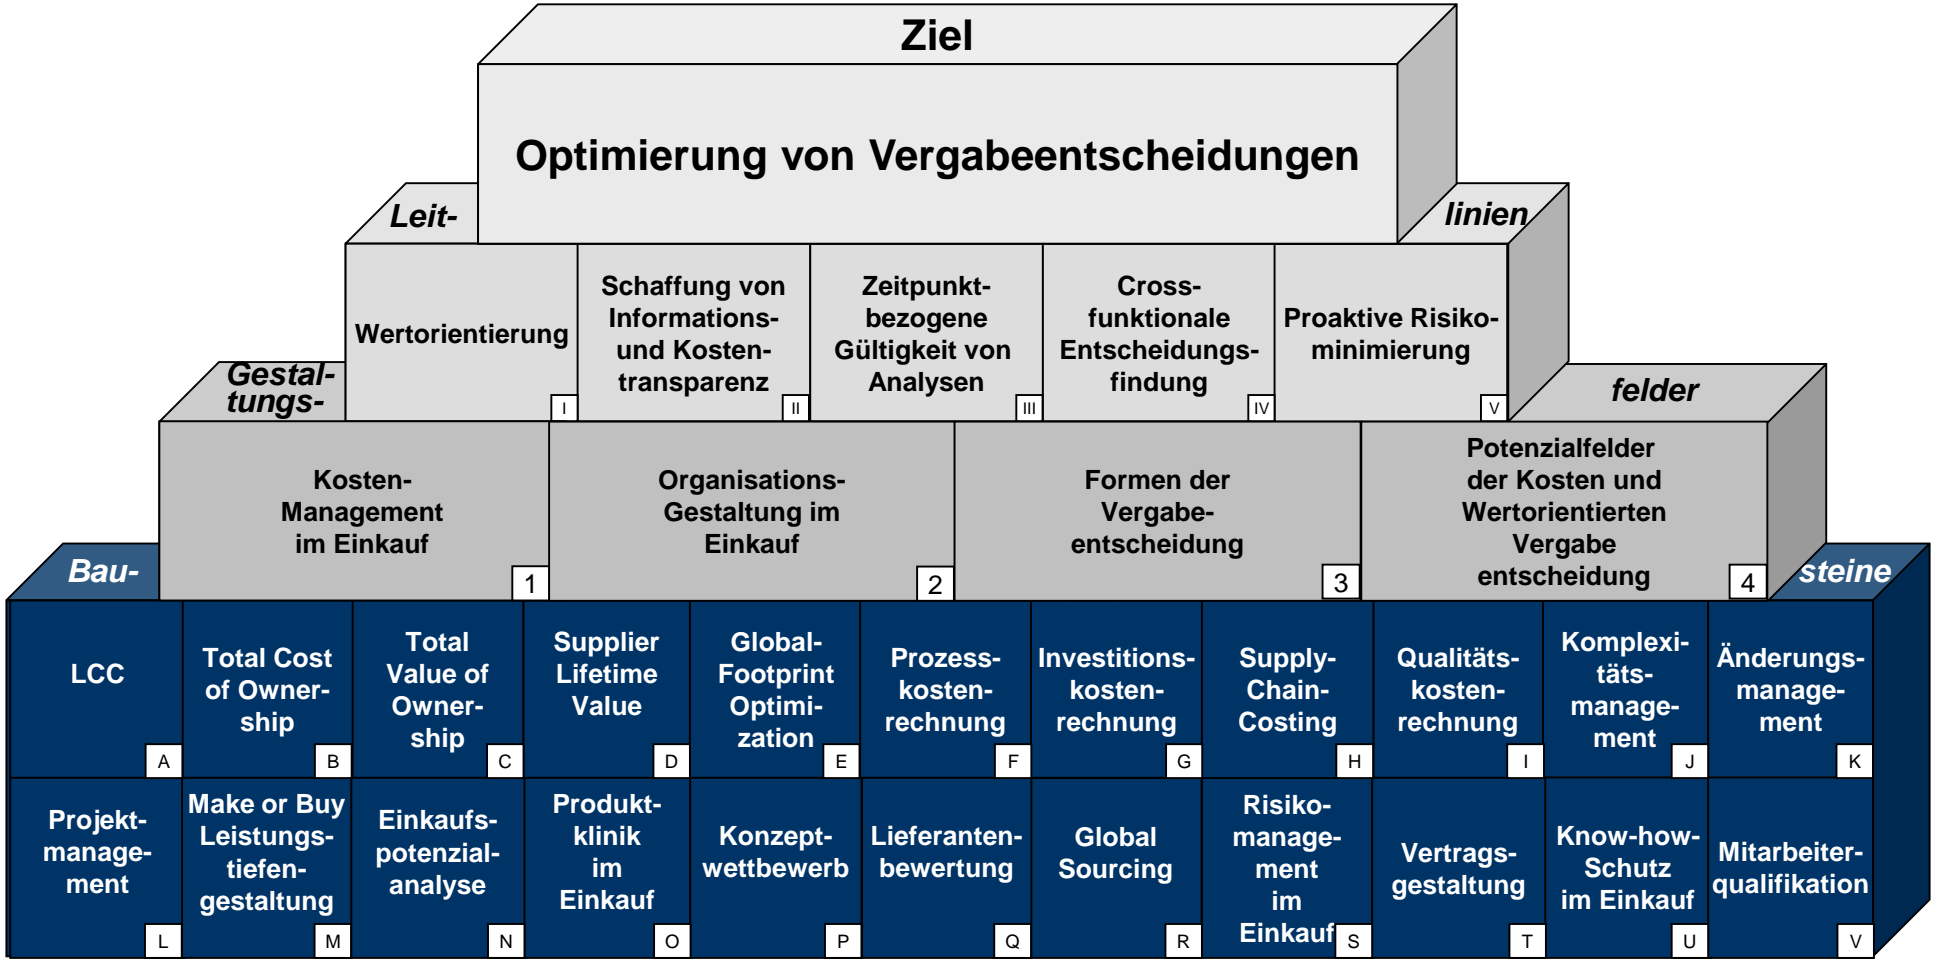 Ziel
Optimierung von Vergabeentscheidungen
Leit-
linien
Wertorientierung
I
Schaffung von
Informations-
und Kosten-
transparenz
II
Zeitpunkt-
bezogene
Gültigkeit von
Analysen
III
Cross-
funktionale
Entscheidungs-
findung
IV
Proaktive Risiko-
minimierung
V
Gestal-
tungs-
felder
Kosten-
Management
im Einkauf
1
Organisations-
Gestaltung im
Einkauf
2
Formen der
Vergabe-
entscheidung
3
Potenzialfelder
der Kosten und
Wertorientierten
Vergabe
entscheidung
4
Bau-
steine
LCC
A
Total Cost
of Owner-
ship
B
Total
Value of
Owner-
ship
C
Supplier
Lifetime
Value
D
Global-
Footprint
Optimi-
zation
E
Prozess-
kosten-
rechnung
F
Investitions-
kosten-
rechnung
G
Supply-
Chain-
Costing
H
Qualitäts-
kosten-
rechnung
I
Komplexi-
täts-
manage-
ment
J
Änderungs-
manage-
ment
K
Projekt-
manage-
ment
L
Make or Buy
Leistungs-
tiefen-
gestaltung
M
Einkaufs-
potenzial-
analyse
N
Produkt-
klinik
im
Einkauf
O
Konzept-
wettbewerb
P
Lieferanten-
bewertung
Q
Global
Sourcing
R
Risiko-
manage-
ment
im
Einkauf
S
Vertrags-
gestaltung
T
Know-how-
Schutz
im Einkauf
U
Mitarbeiter-
qualifikation
V